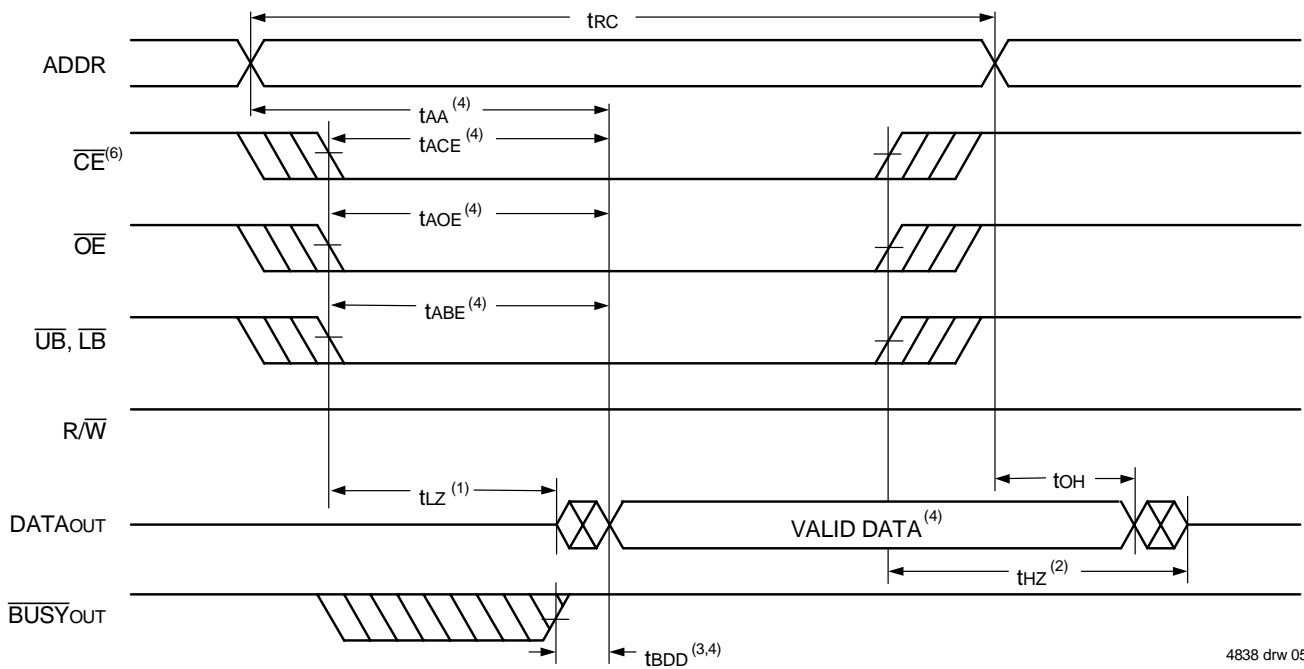 tRC
ADDR
tAA (4)
CE(6)
tACE (4)
OE
tAOE (4)
UB, LB
tABE (4)
R/W
tLZ (1)
tOH
DATAOUT
VALID DATA(4)
tHZ (2)
BUSYOUT
tBDD (3,4)
4838 drw 05